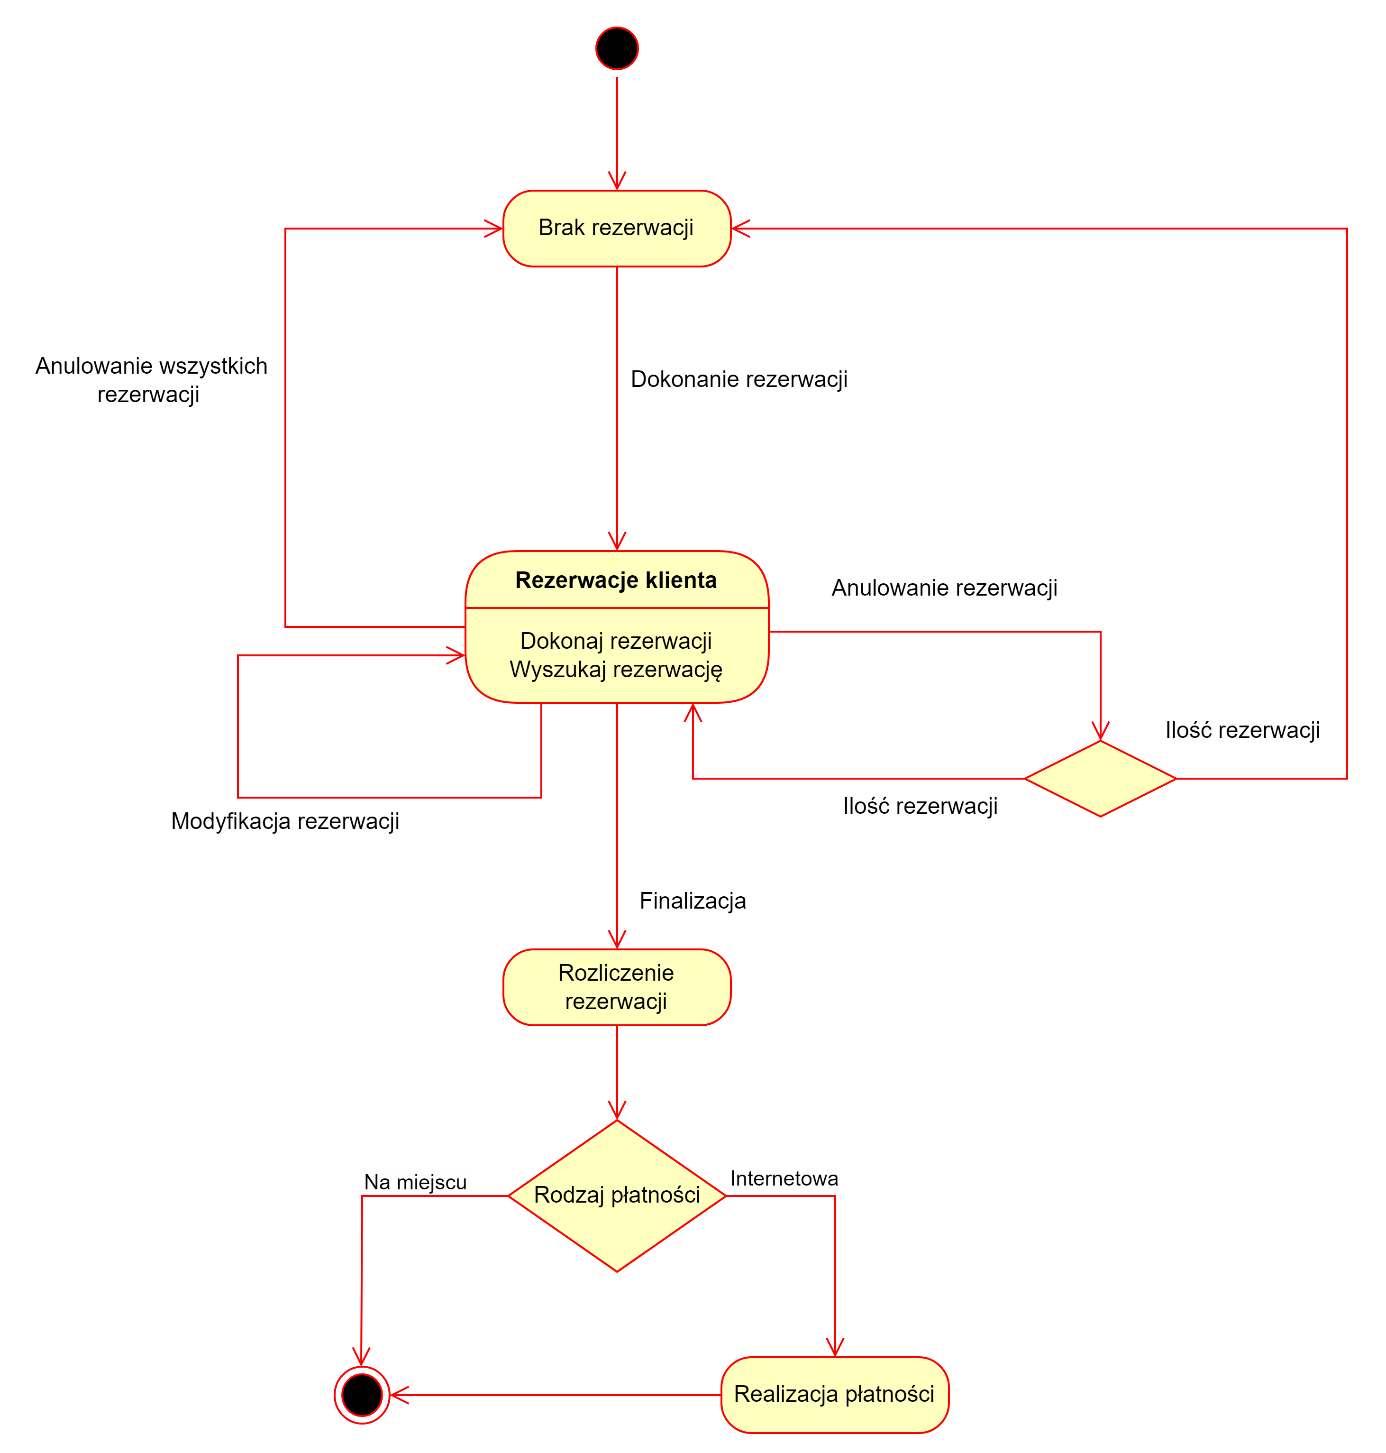 Brak rezerwacji
Anulowanie wszystkich
rezerwacji
Dokonanie rezerwacji
Rezerwacje klienta
Dokonaj rezerwacji
Wyszukaj rezerwację
Anulowanie rezerwacji
Ilość rezerwacji
Ilość rezerwacji
Modyfikacja rezerwacji
Finalizacja
Rozliczenie
rezerwacji
Na miejscu
Internetowa
Rodzaj płatności
Realizacja płatności